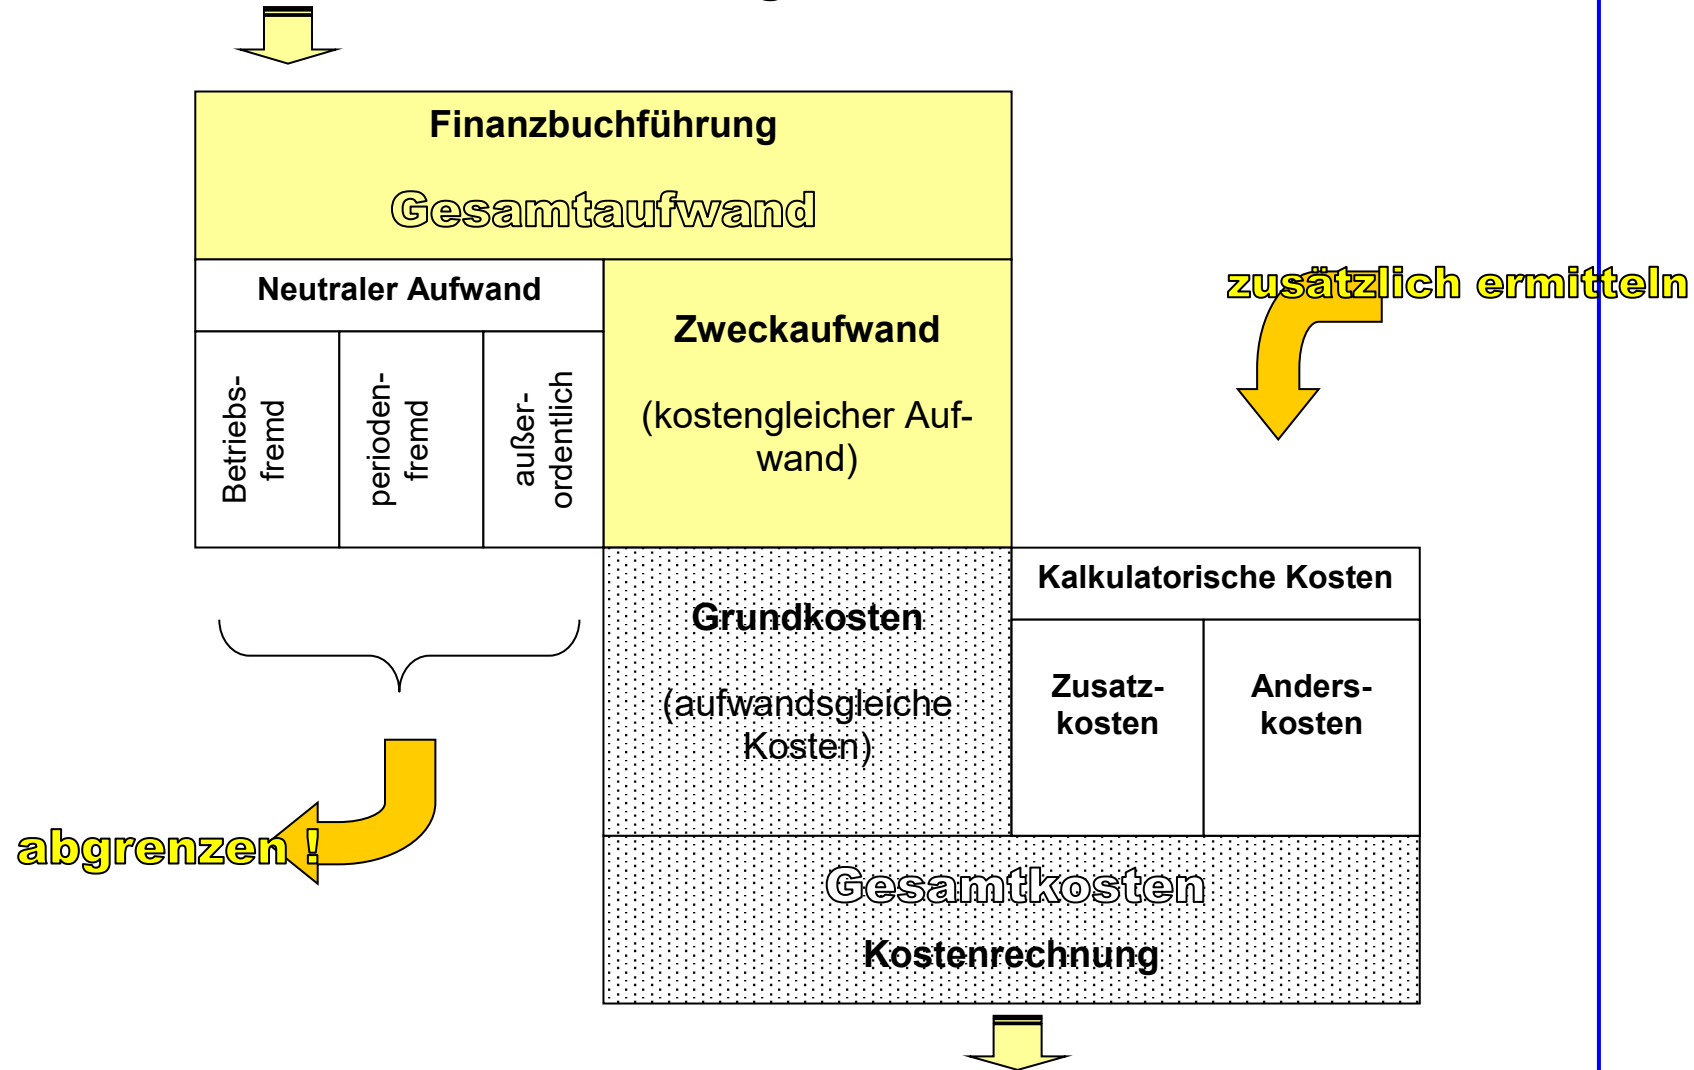 Finanzbuchführung
Gesamtaufwand
Neutraler Aufwand
Betriebs-
fremd
perioden-
fremd
außer-
ordentlich
Zweckaufwand
(kostengleicher Auf-
wand)
zusätzlich ermitteln
Grundkosten
(aufwandsgleiche
Kosten)
Kalkulatorische Kosten
Zusatz-
kosten
Anders-
kosten
abgrenzen !
Gesamtkosten
Kostenrechnung